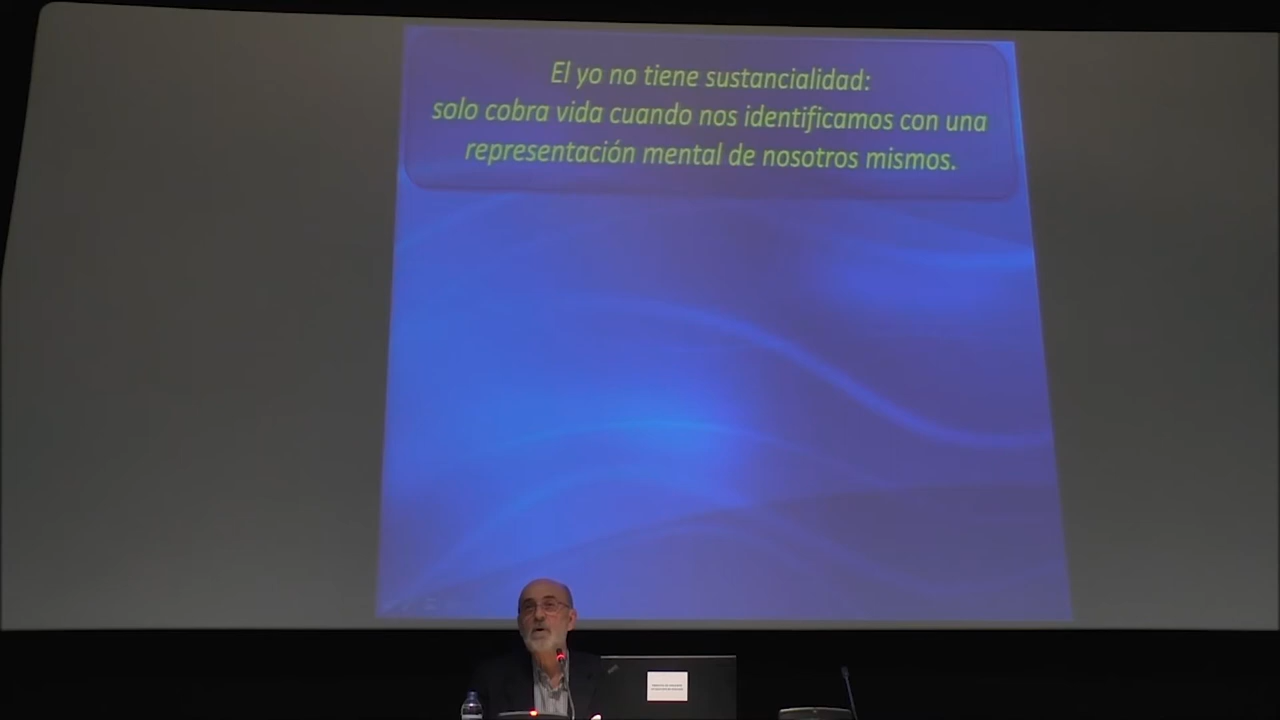 El yo no tiene sustancialidad:
solo cobra vida cuando nos identificamos con una
representación mental de nosotros mismos.